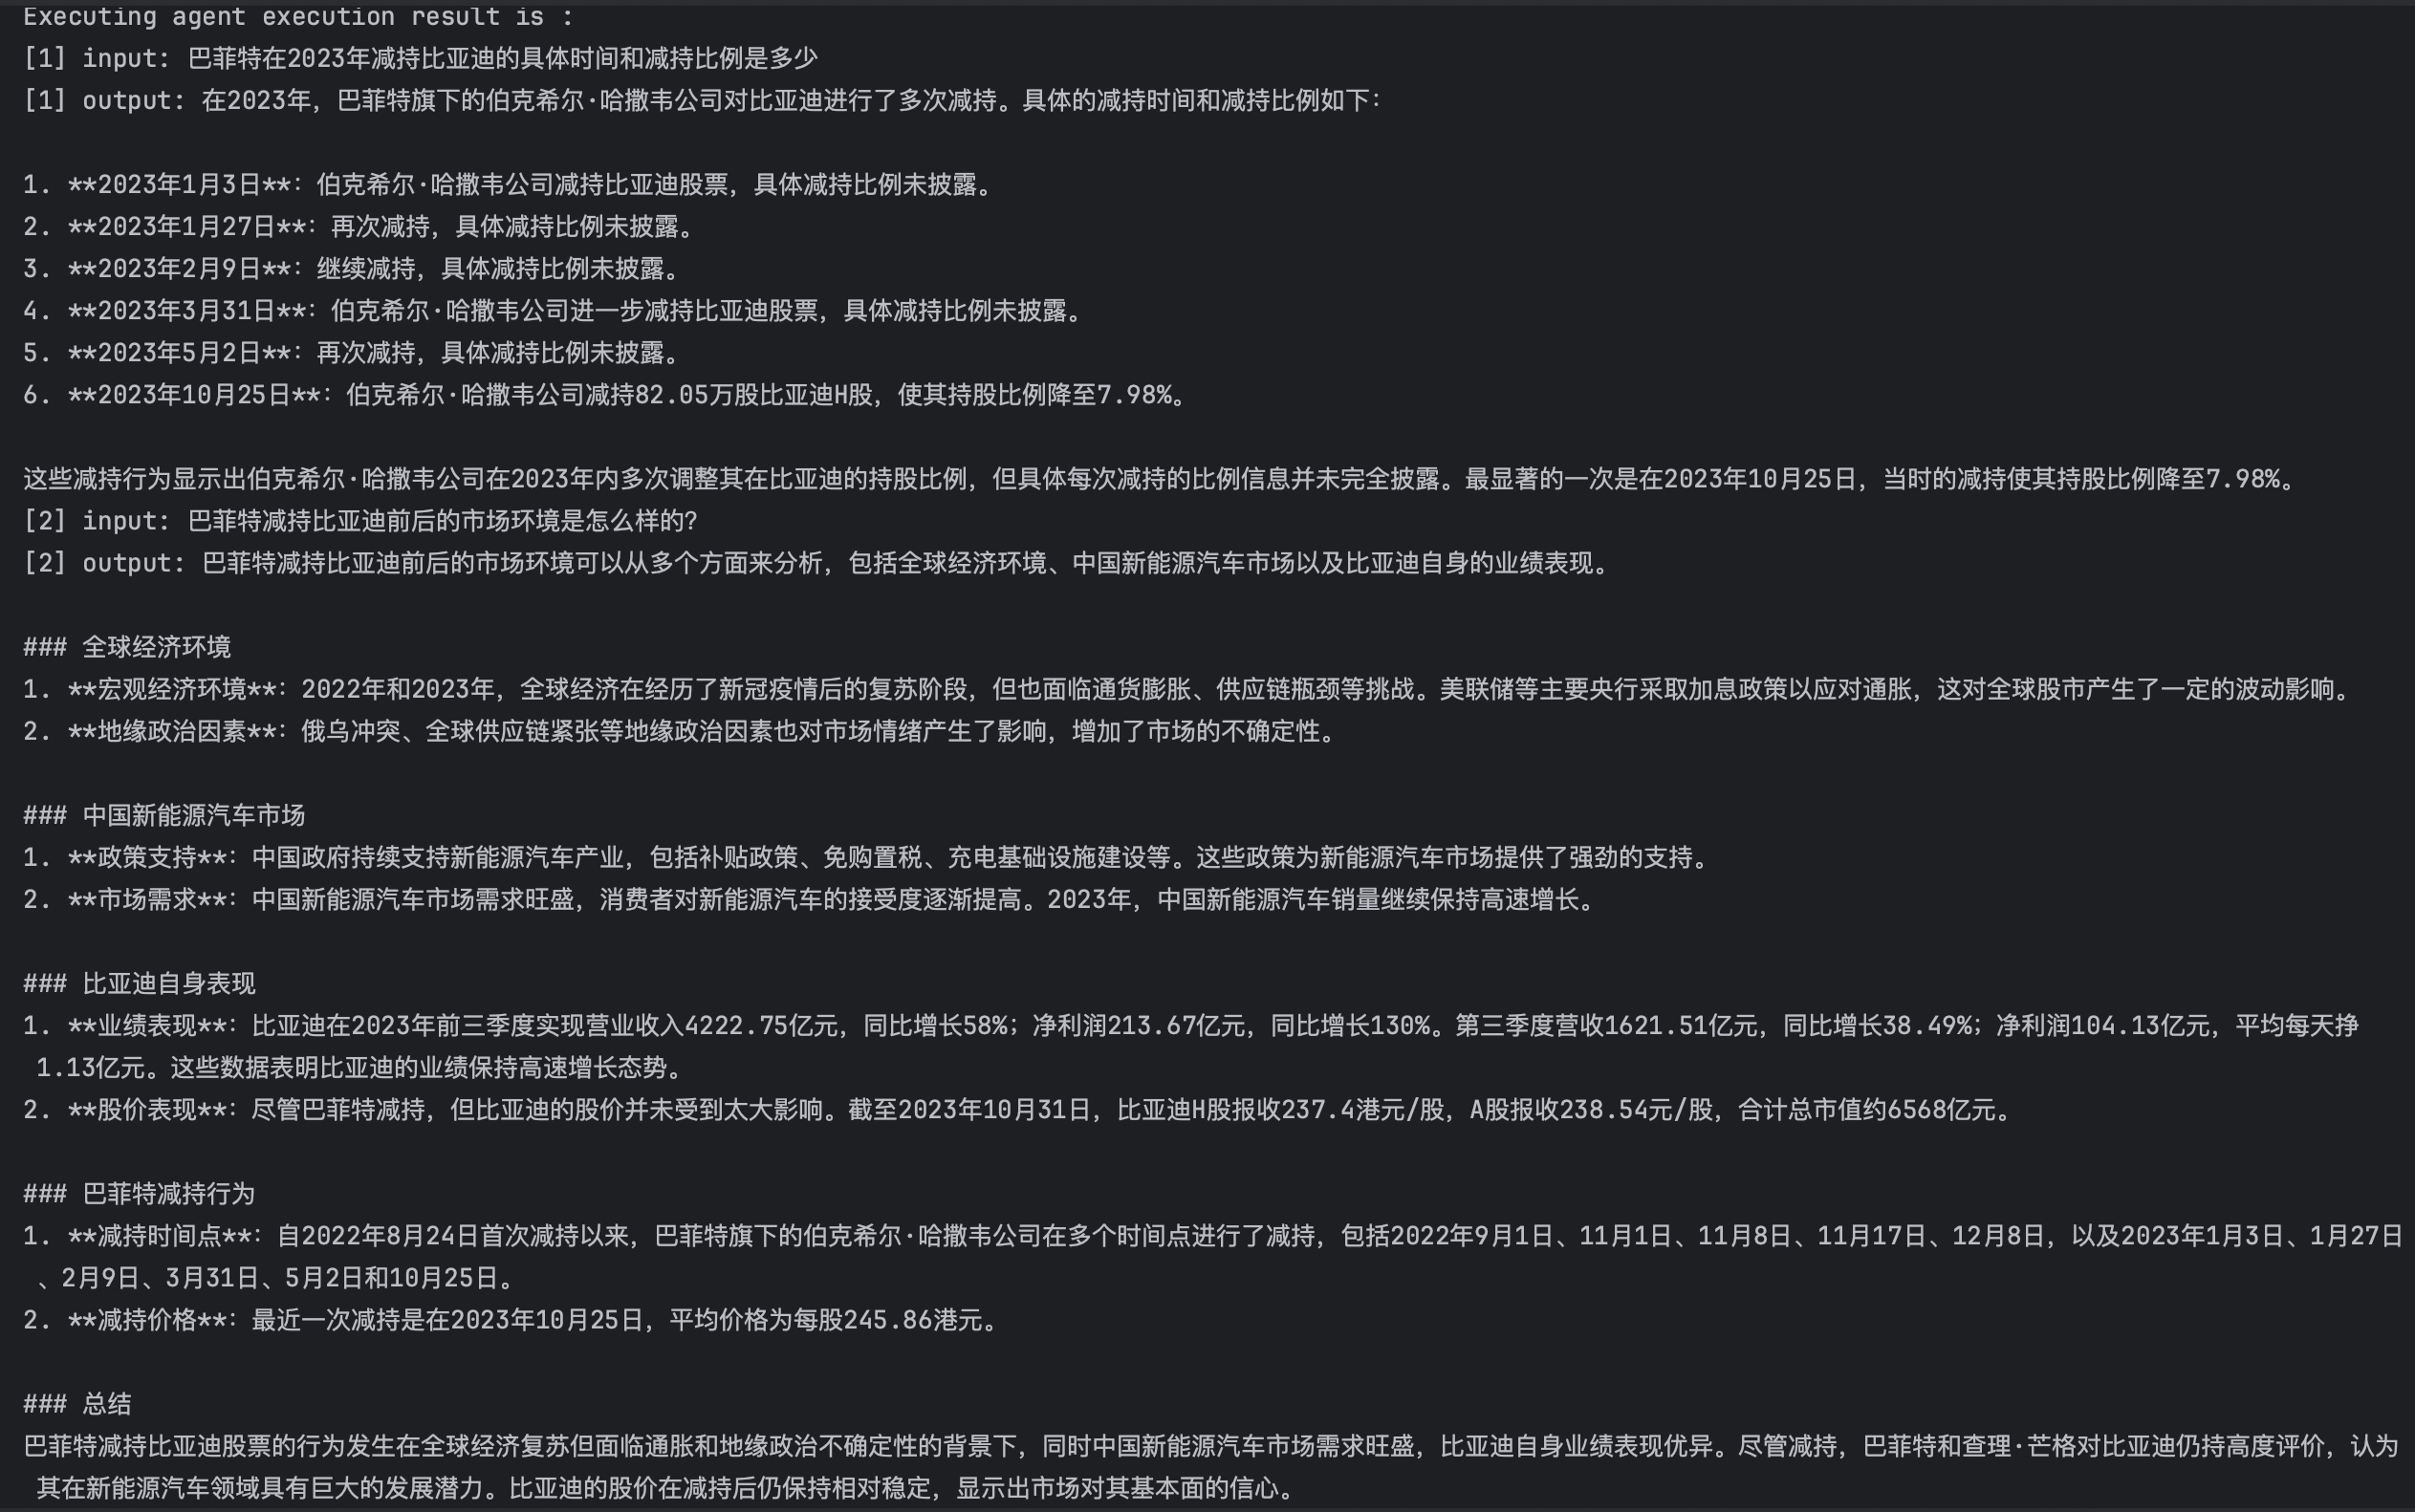 Executing agent execution result is :
[1] input: 巴菲特在2023年减持比亚迪的具体时间和减持比例是多少
[1] output: 在2023年，巴菲特旗下的伯克希尔·哈撒韦公司对比亚迪进行了多次减持。具体的减持时间和减持比例如下：
1. **2023年1月3日**：伯克希尔·哈撒韦公司减持比亚迪股票，具体减持比例未披露。
2. **2023年1月27日**：再次减持，具体减持比例未披露。
3. **2023年2月9日**：继续减持，具体减持比例未披露。
4. **2023年3月31日**：伯克希尔·哈撒韦公司进一步减持比亚迪股票，具体减持比例未披露。
5. **2023年5月2日**：再次减持，具体减持比例未披露。
6. **2023年10月25日**：伯克希尔·哈撒韦公司减持82.05万股比亚迪H股，使其持股比例降至7.98%。
这些减持行为显示出伯克希尔·哈撒韦公司在2023年内多次调整其在比亚迪的持股比例，但具体每次减持的比例信息并未完全披露。最显著的一次是在2023年10月25日，当时的减持使其持股比例降至7.98%。
[2] input: 巴菲特减持比亚迪前后的市场环境是怎么样的？
[2] output: 巴菲特减持比亚迪前后的市场环境可以从多个方面来分析，包括全球经济环境、中国新能源汽车市场以及比亚迪自身的业绩表现。
### 全球经济环境
1. **宏观经济环境**：2022年和2023年，全球经济在经历了新冠疫情后的复苏阶段，但也面临通货膨胀、供应链瓶颈等挑战。美联储等主要央行采取加息政策以应对通胀，这对全球股市产生了一定的波动影响。
2. **地缘政治因素**：俄乌冲突、全球供应链紧张等地缘政治因素也对市场情绪产生了影响，增加了市场的不确定性。
### 中国新能源汽车市场
1. **政策支持**：中国政府持续支持新能源汽车产业，包括补贴政策、免购置税、充电基础设施建设等。这些政策为新能源汽车市场提供了强劲的支持。
2. **市场需求**：中国新能源汽车市场需求旺盛，消费者对新能源汽车的接受度逐渐提高。2023年，中国新能源汽车销量继续保持高速增长。
### 比亚迪自身表现
1. **业绩表现**：比亚迪在2023年前三季度实现营业收入4222.75亿元，同比增长58%；净利润213.67亿元，同比增长130%。第三季度营收1621.51亿元，同比增长38.49%；净利润104.13亿元，平均每天挣
1.13亿元。这些数据表明比亚迪的业绩保持高速增长态势。
2. **股价表现**：尽管巴菲特减持，但比亚迪的股价并未受到太大影响。截至2023年10月31日，比亚迪H股报收237.4港元/股，A股报收238.54元/股，合计总市值约6568亿元。
### 巴菲特减持行为
1. **减持时间点**：自2022年8月24日首次减持以来，巴菲特旗下的伯克希尔·哈撒韦公司在多个时间点进行了减持，包括2022年9月1日、11月1日、11月8日、11月17日、12月8日，以及2023年1月3日、1月27日
、2月9日、3月31日、5月2日和10月25日。
2. **减持价格**：最近一次减持是在2023年10月25日，平均价格为每股245.86港元。
### 总结
巴菲特减持比亚迪股票的行为发生在全球经济复苏但面临通胀和地缘政治不确定性的背景下，同时中国新能源汽车市场需求旺盛，比亚迪自身业绩表现优异。尽管减持，巴菲特和查理·芒格对比亚迪仍持高度评价，认为
其在新能源汽车领域具有巨大的发展潜力。比亚迪的股价在减持后仍保持相对稳定，显示出市场对其基本面的信心。